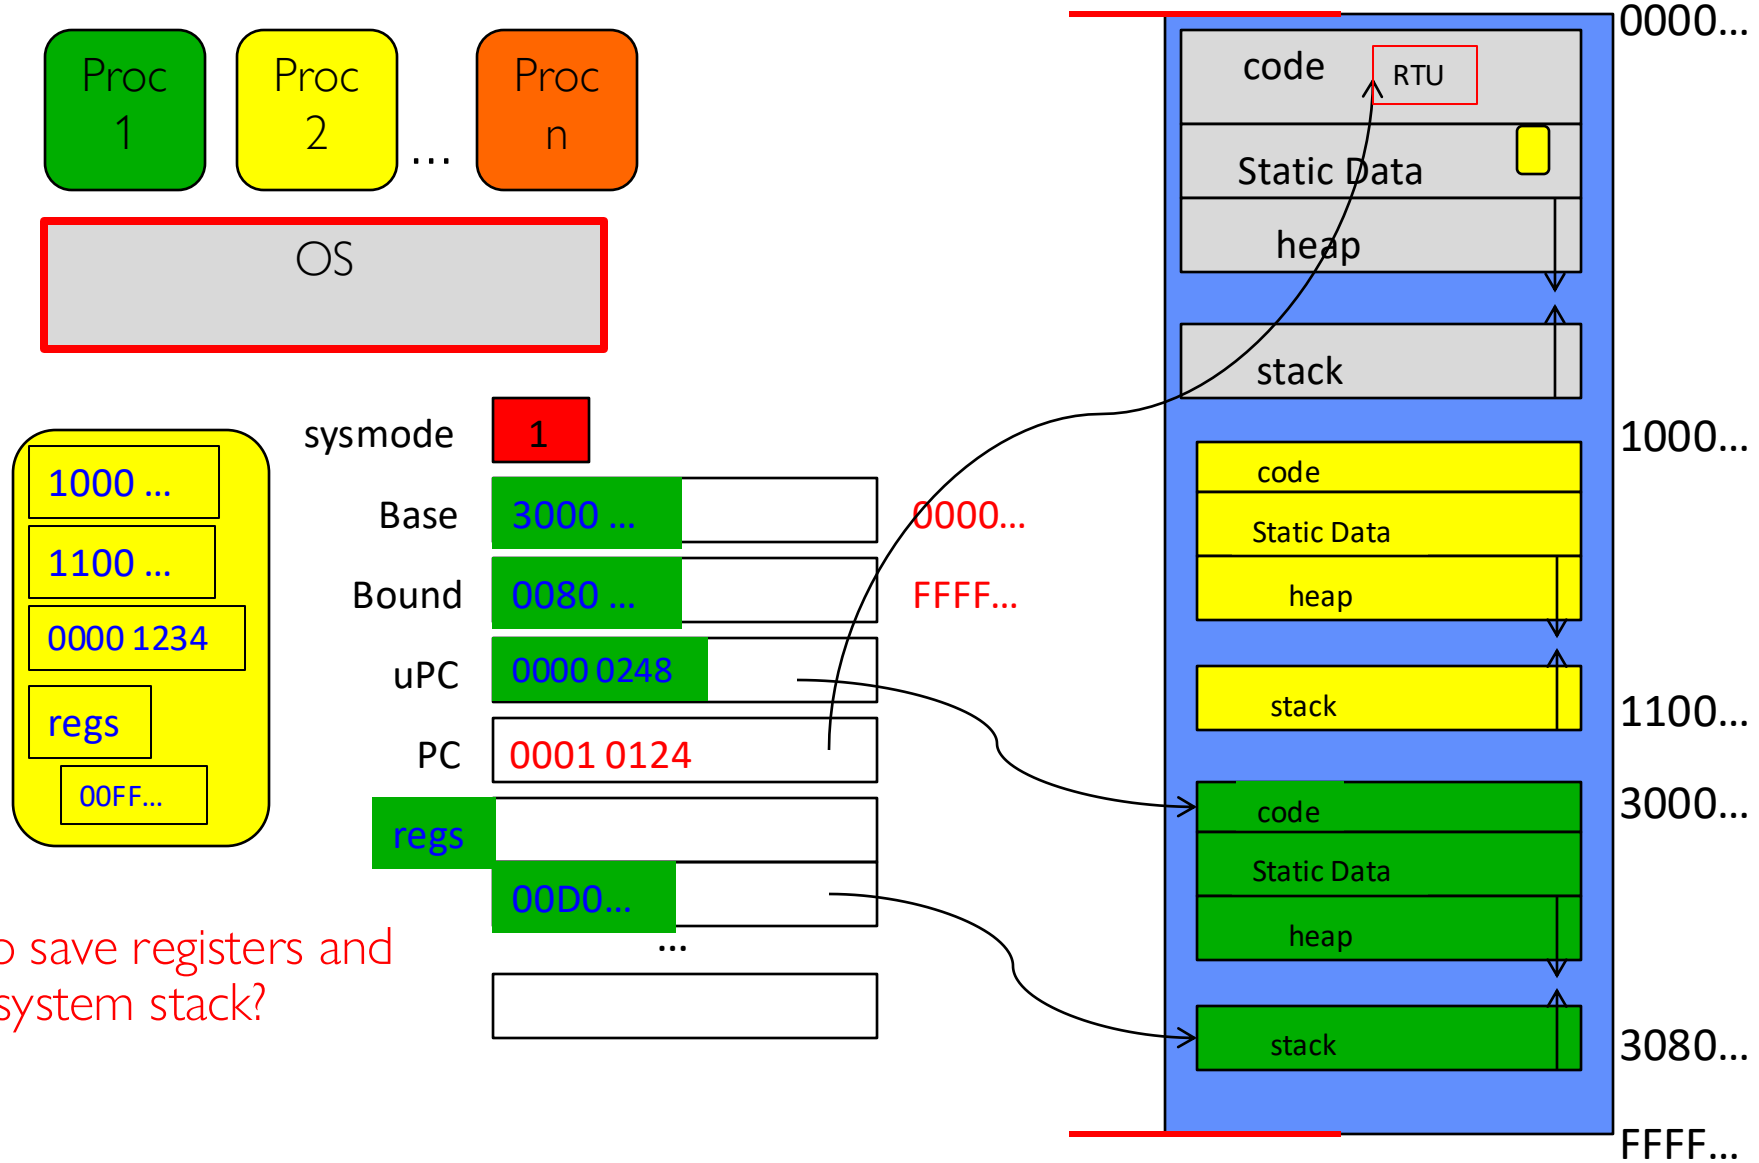 Proc
1
Proc
2
...
Proc
n
OS
sysmode
1
Base
3000 ...
0000...
Bound
0080 ...
FFFF...
uPC
0000 0248
PC
0001 0124
regs
00D0...
...
1000 ...
1100 ...
0000 1234
regs
00FF...
save registers and
system stack?
code
RTU
Static Data
heap
stack
code
Static Data
heap
stack
code
Static Data
heap
stack
0000...
1000...
1100...
3000...
3080...
FFFF...